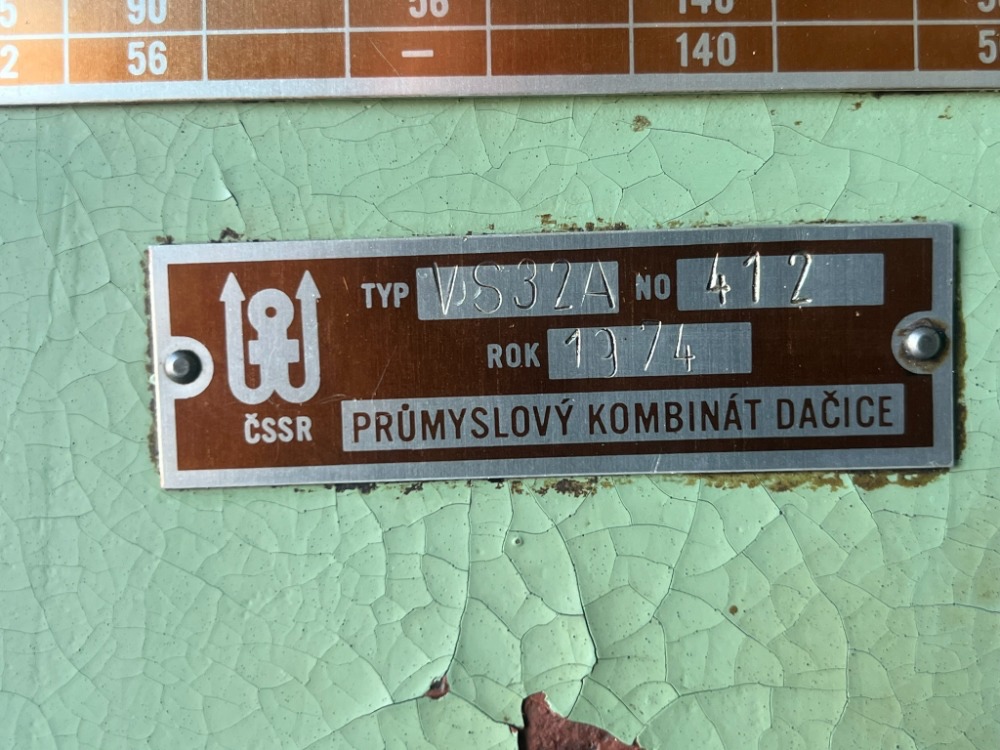 90 56 140
2 56 – 140 5
TYP VS32A NO 412
ROK 1974
ČSSR PRŮMYSLOVÝ KOMBINÁT DAČICE